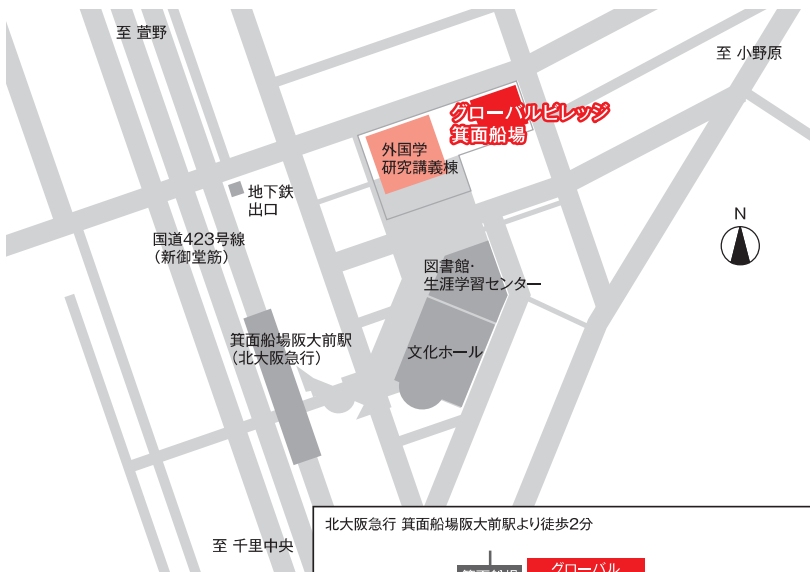 至 萱野
至 小野原
グローバルビレッジ
箕面船場
外国学
研究講義棟
地下鉄
出口
国道423号線
（新御堂筋）
N
図書館・
生涯学習センター
箕面船場阪大前駅
（北大阪急行）
文化ホール
至 千里中央
北大阪急行 箕面船場阪大前駅より徒歩2分
グローバル